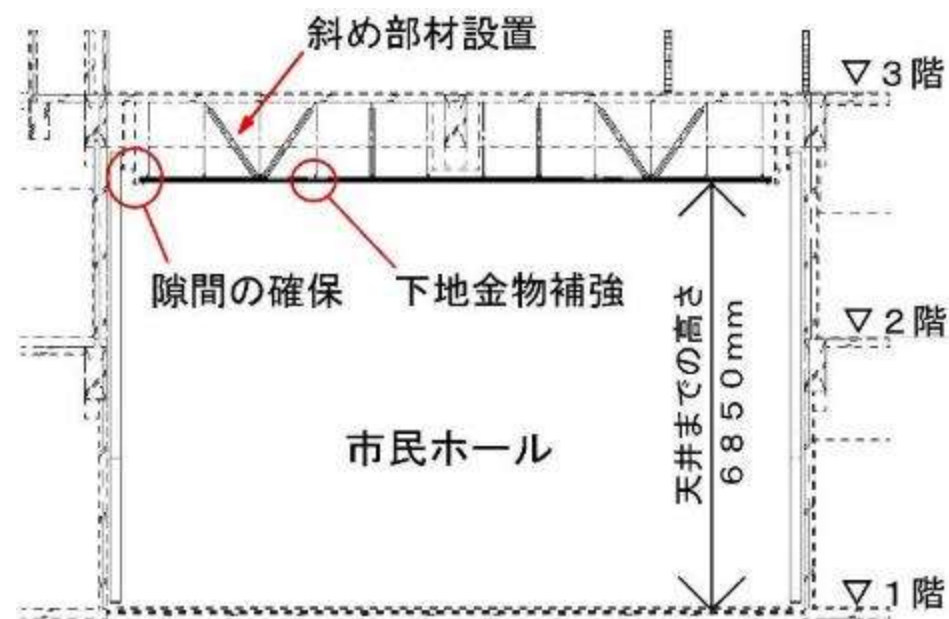 斜め部材設置
▽3階
隙間の確保
下地金物補強
天井までの高さ
6850mm
▽2階
市民ホール
▽1階